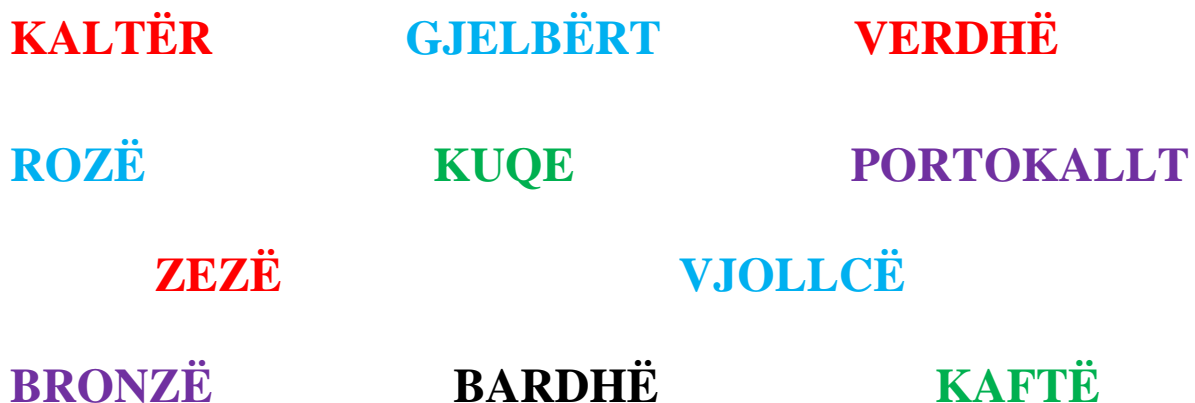 KALTËR GJELBËRT VERDHË
ROZË KUQE PORTOKALLT
ZEZË VJOLLCË
BRONZË BARDHË KAFTË